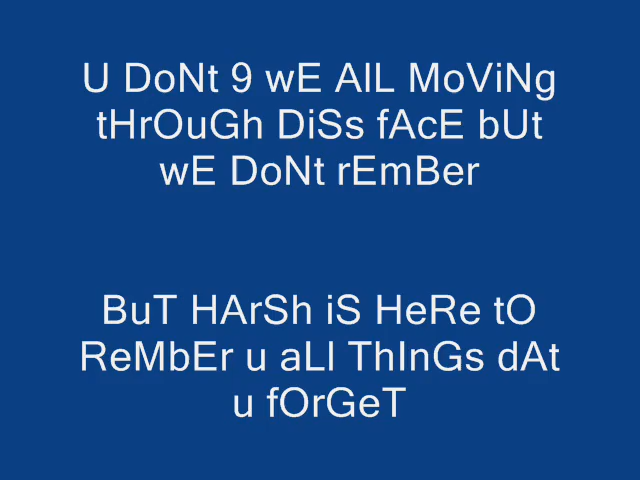 U DoNt 9 wE AlL MoViNg
tHrOuGh DiSs fAcE bUt
wE DoNt rEmBer
BuT HArSh iS HeRe tO
ReMbEr u aLl ThInGs dAt
u fOrGeT